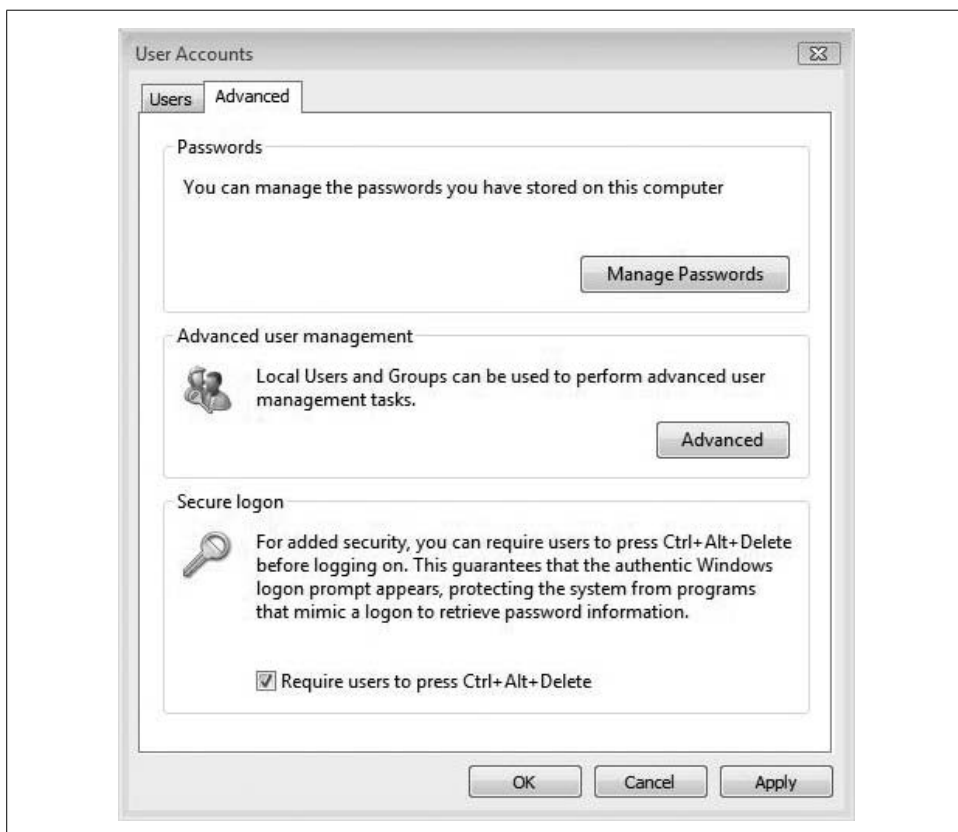 User Accounts
Users
Advanced
Passwords
You can manage the passwords you have stored on this computer
Manage Passwords
Advanced user management
Local Users and Groups can be used to perform advanced user
management tasks.
Advanced
Secure logon
For added security, you can require users to press Ctrl+Alt+Delete
before logging on. This guarantees that the authentic Windows
logon prompt appears, protecting the system from programs
that mimic a logon to retrieve password information.
Require users to press Ctrl+Alt+Delete
OK
Cancel
Apply